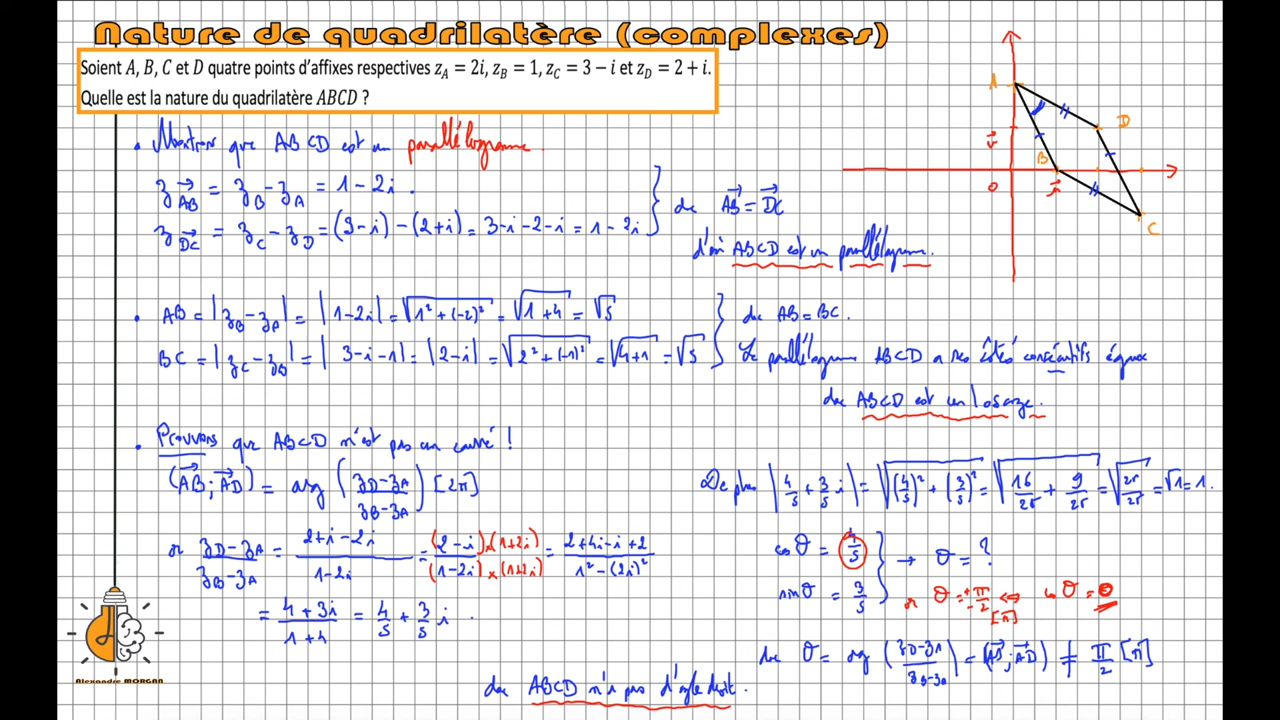 Nature de quadrilatère (complexes)
Soient A, B, C et D quatre points d'affixes respectives z_A = 2i, z_B = 1, z_C = 3 − i et z_D = 2 + i.
Quelle est la nature du quadrilatère ABCD ?
A
D
B
C
O
v⃗
• Montrons que ABCD est un parallélogramme.
z_AB⃗ = z_B − z_A = 1 − 2i.
z_DC⃗ = z_C − z_D = (3−i) − (2+i) = 3−i−2−i = 1−2i
dc AB⃗ = DC⃗
d'où ABCD est un parallélogramme.
• AB = |z_B − z_A| = |1−2i| = √(1² + (−2)²) = √(1+4) = √5
BC = |z_C − z_B| = |3−i−1| = |2−i| = √(2² + (−1)²) = √(4+1) = √5
dc AB = BC.
Le parallélogramme ABCD a ses côtés consécutifs égaux
dc ABCD est un losange.
• Prouvons que ABCD n'est pas un carré !
(AB⃗ ; AD⃗) = arg ((z_D − z_A)/(z_B − z_A)) [2π]
or (z_D − z_A)/(z_B − z_A) = (2+i−2i)/(1−2i) = (2−i)×(1+2i)/(1−2i)×(1+2i) = (2+4i−i+2)/(1²−(2i)²)
= (4+3i)/(1+4) = 4/5 + 3/5 i.
De plus |4/5 + 3/5 i| = √((4/5)² + (3/5)²) = √(16/25 + 9/25) = √(25/25) = √1 = 1.
cos θ = 4/5
sin θ = 3/5
→ θ = ?
or θ = ±π/2 [π] ⇔ cos θ = 0
dc θ = arg ((z_D − z_A)/(z_B − z_A)) = (AB⃗ ; AD⃗) ≠ π/2 [π]
dc ABCD n'a pas d'angle droit.
Alexandre MORGAN